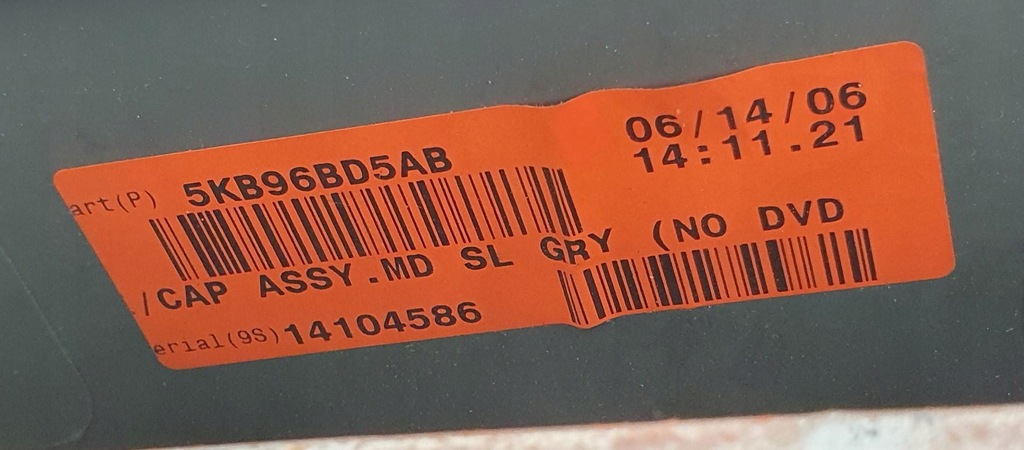 art(P) 5KB96BD5AB
06/14/06
14:11.21
/CAP ASSY.MD SL GRY (NO DVD
erial(9S) 14104586